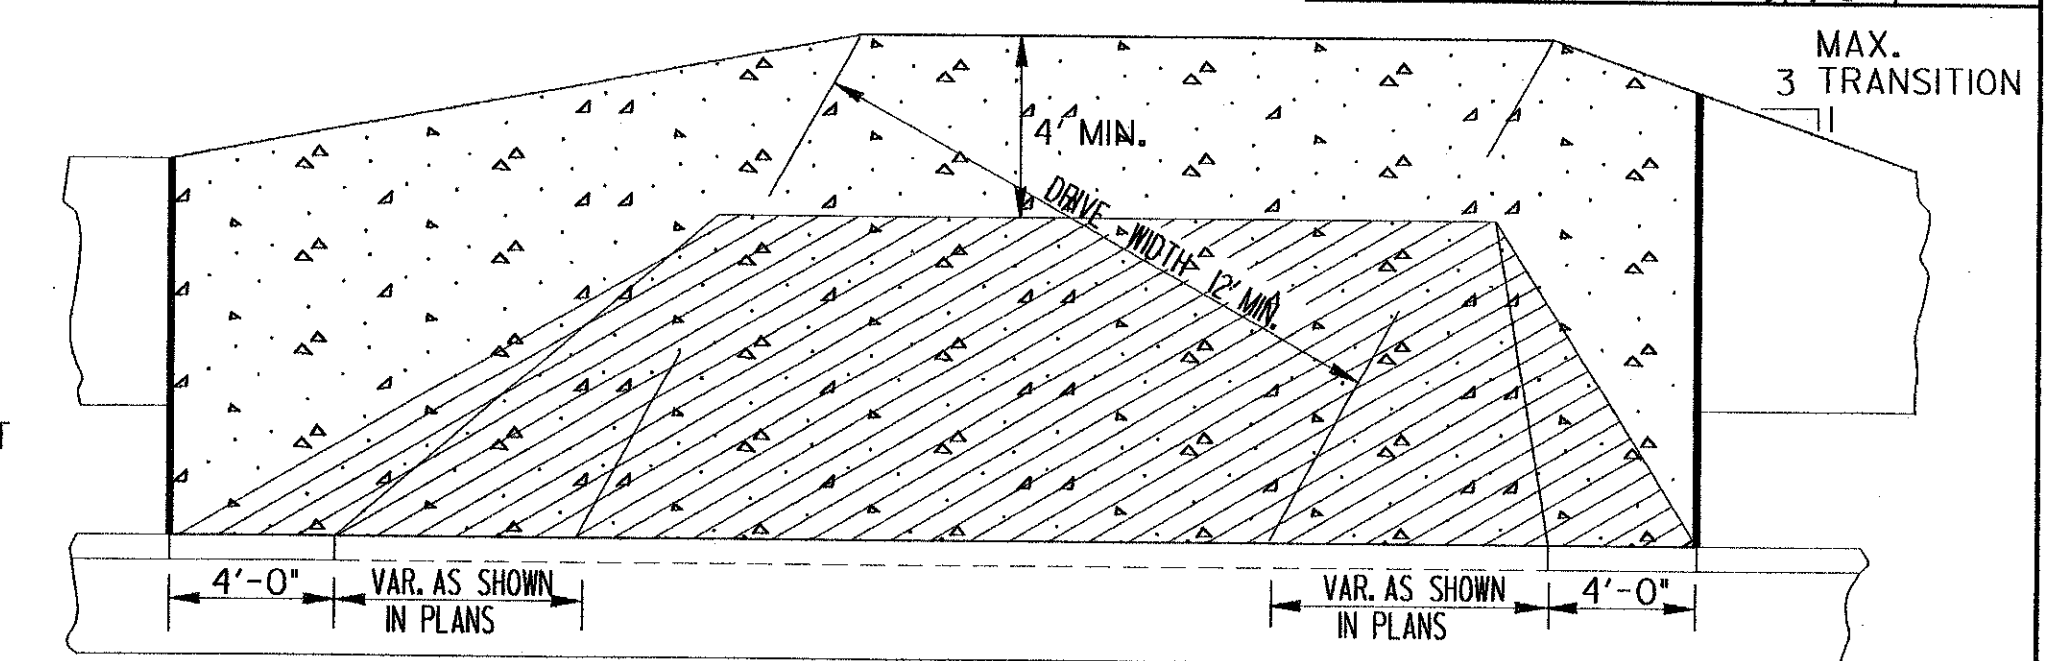 MAX.
3 TRANSITION
1
4' MIN.
DRIVE WIDTH 12' MIN.
4'-0"
VAR. AS SHOWN
IN PLANS
VAR. AS SHOWN
IN PLANS
4'-0"
T